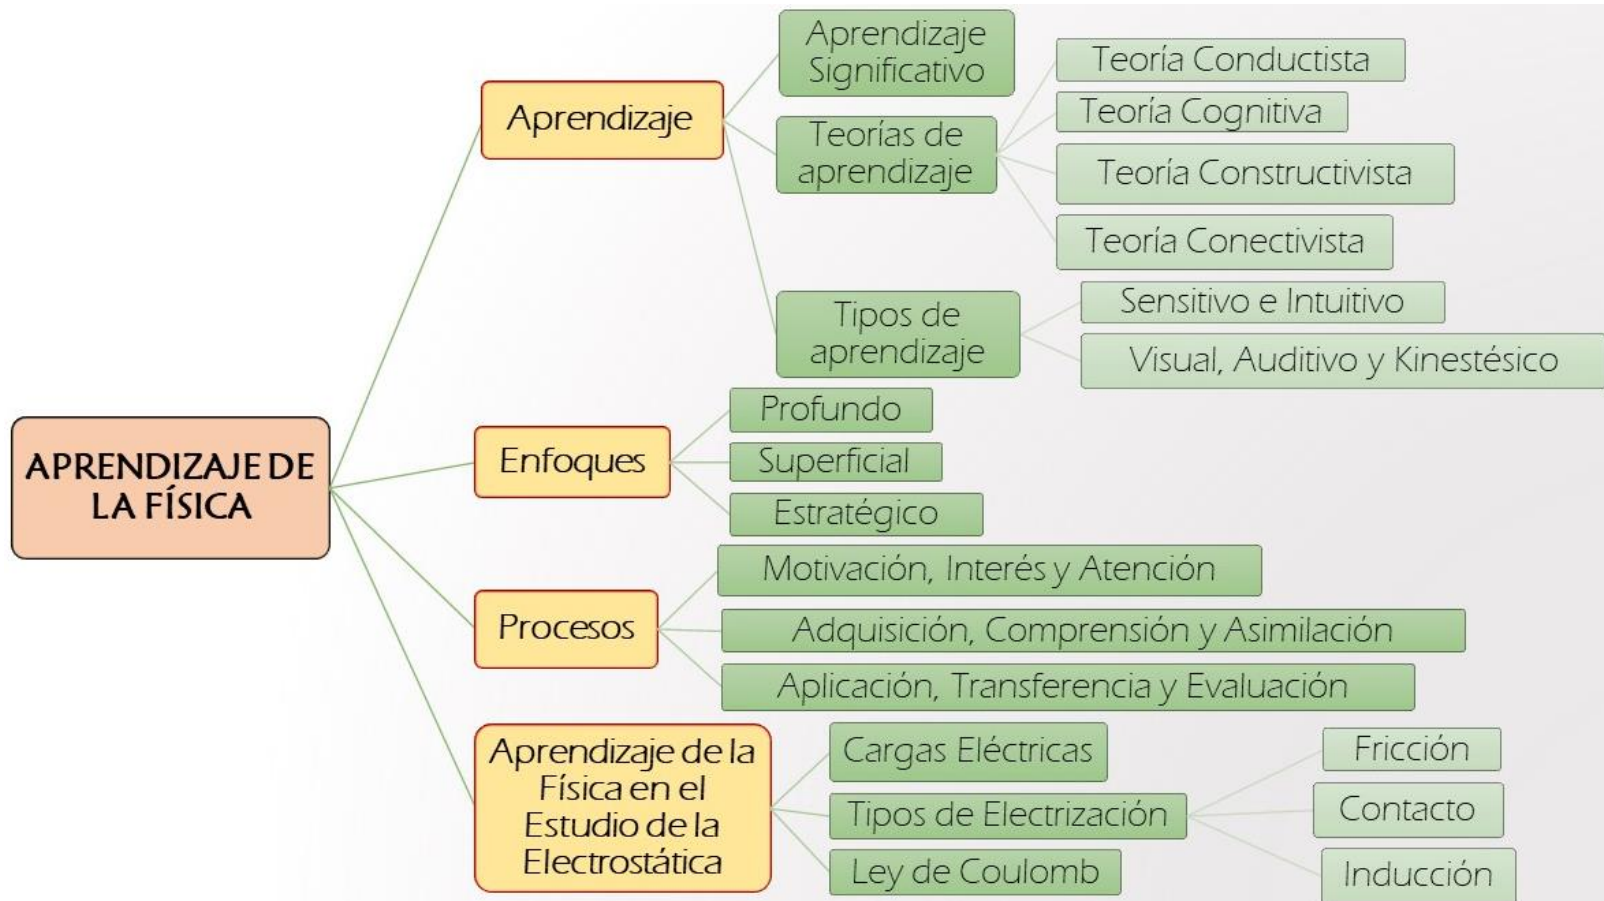 APRENDIZAJE DE
LA FÍSICA
Aprendizaje
Aprendizaje
Significativo
Teorías de
aprendizaje
Teoría Conductista
Teoría Cognitiva
Teoría Constructivista
Teoría Conectivista
Tipos de
aprendizaje
Sensitivo e Intuitivo
Visual, Auditivo y Kinestésico
Enfoques
Profundo
Superficial
Estratégico
Procesos
Motivación, Interés y Atención
Adquisición, Comprensión y Asimilación
Aplicación, Transferencia y Evaluación
Aprendizaje de la
Física en el
Estudio de la
Electrostática
Cargas Eléctricas
Tipos de Electrización
Fricción
Contacto
Inducción
Ley de Coulomb